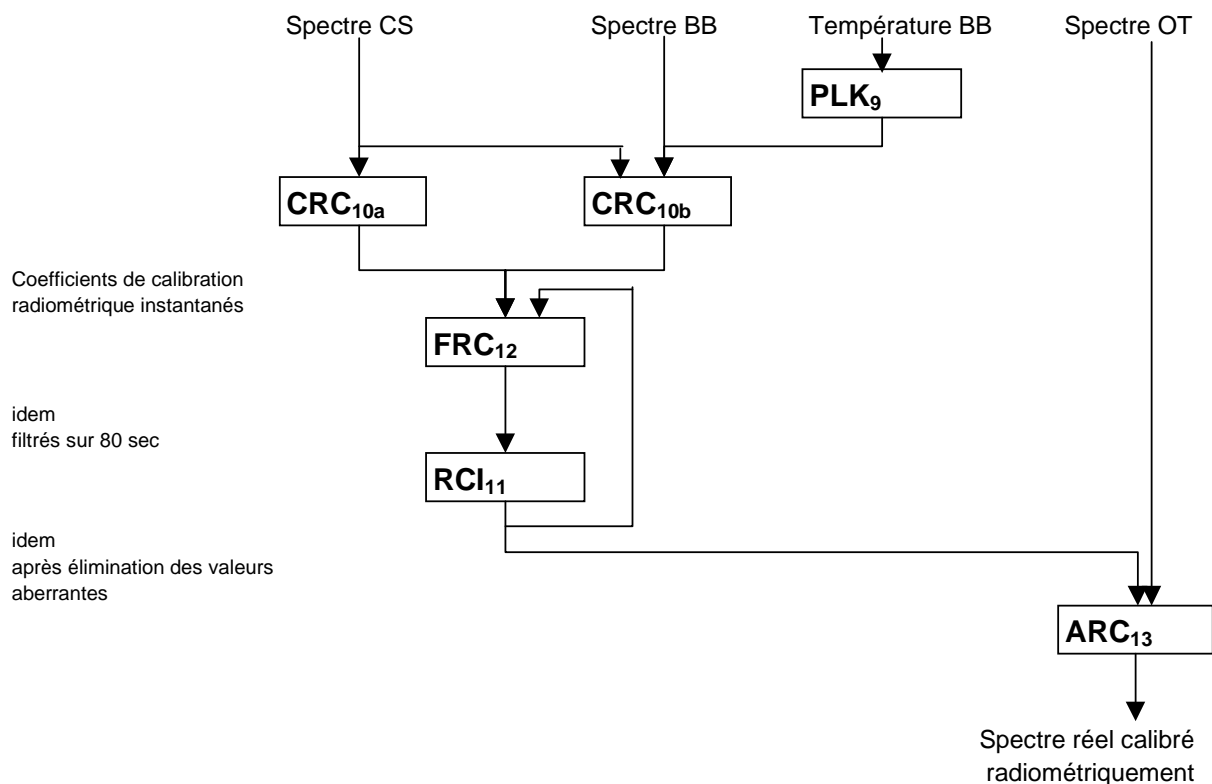 Spectre CS Spectre BB Température BB Spectre OT
PLK9
CRC10a CRC10b
Coefficients de calibration
radiométrique instantanés
FRC12
idem
filtrés sur 80 sec
RCI11
idem
après élimination des valeurs
aberrantes
ARC13
Spectre réel calibré
radiométriquement